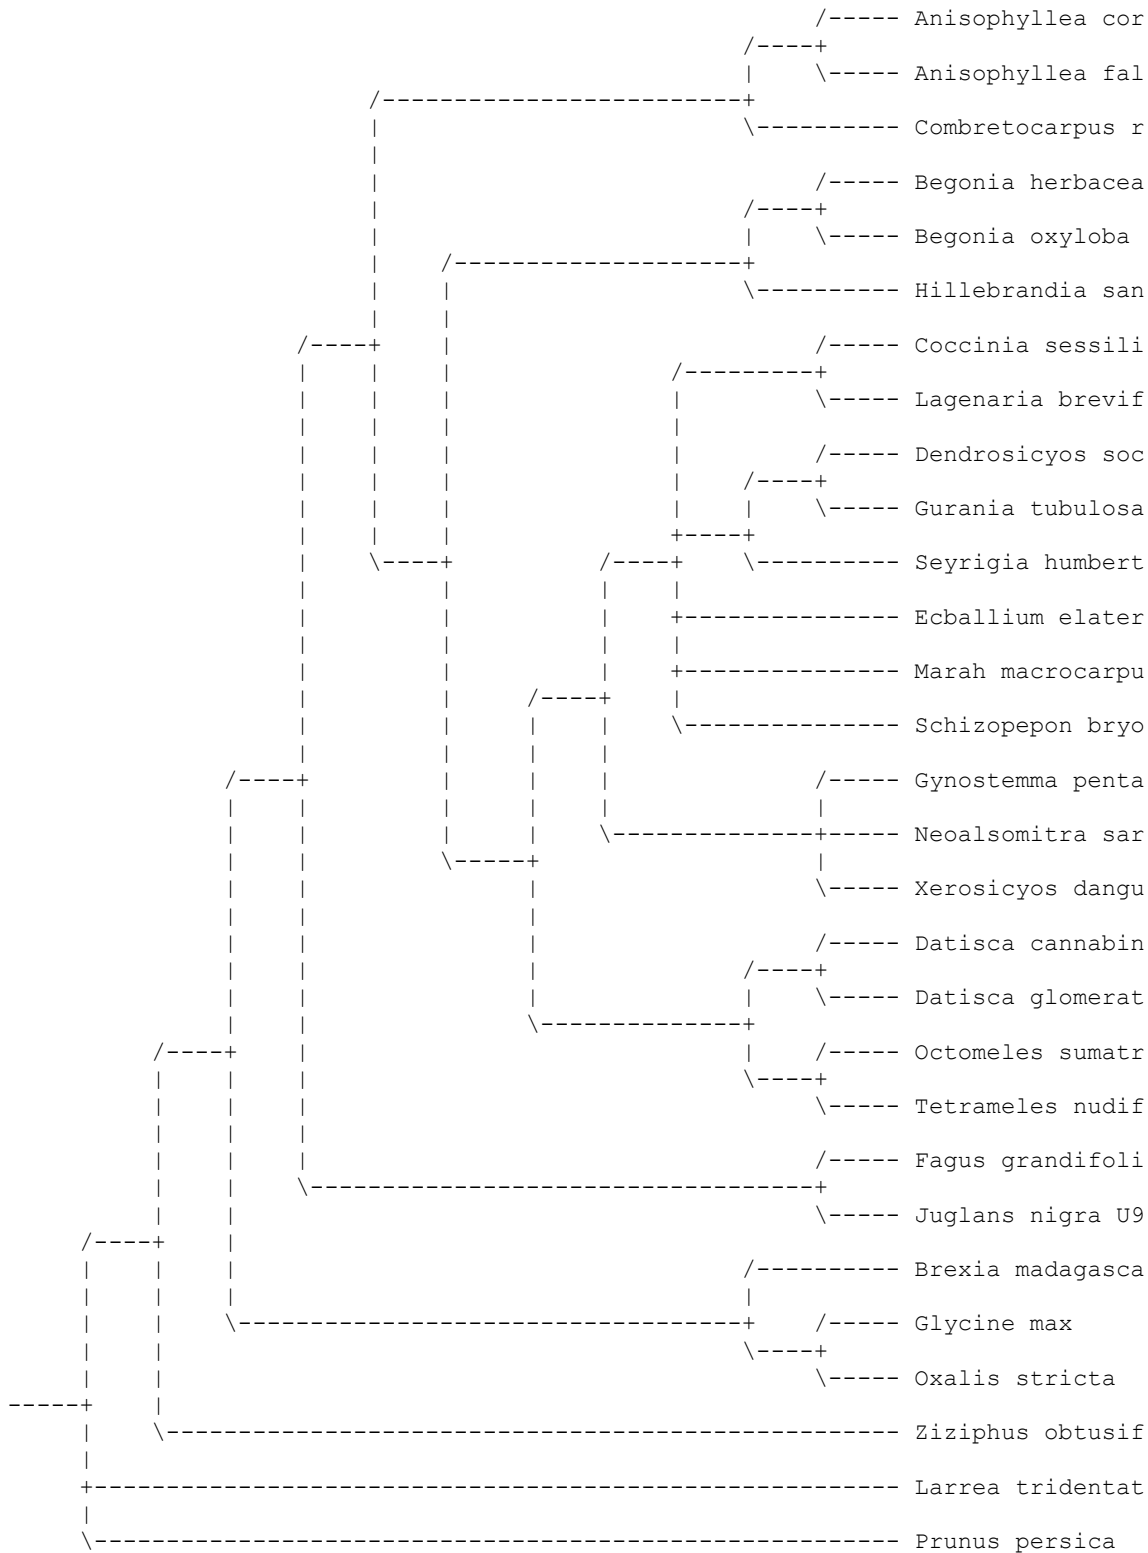 Anisophyllea cor
Anisophyllea fal
Combretocarpus r
Begonia herbacea
Begonia oxyloba
Hillebrandia san
Coccinia sessili
Lagenaria brevif
Dendrosicyos soc
Gurania tubulosa
Seyrigia humbert
Ecballium elater
Marah macrocarpu
Schizopepon bryo
Gynostemma penta
Neoalsomitra sar
Xerosicyos dangu
Datisca cannabin
Datisca glomerat
Octomeles sumatr
Tetrameles nudif
Fagus grandifoli
Juglans nigra U9
Brexia madagasca
Glycine max
Oxalis stricta
Ziziphus obtusif
Larrea tridentat
Prunus persica